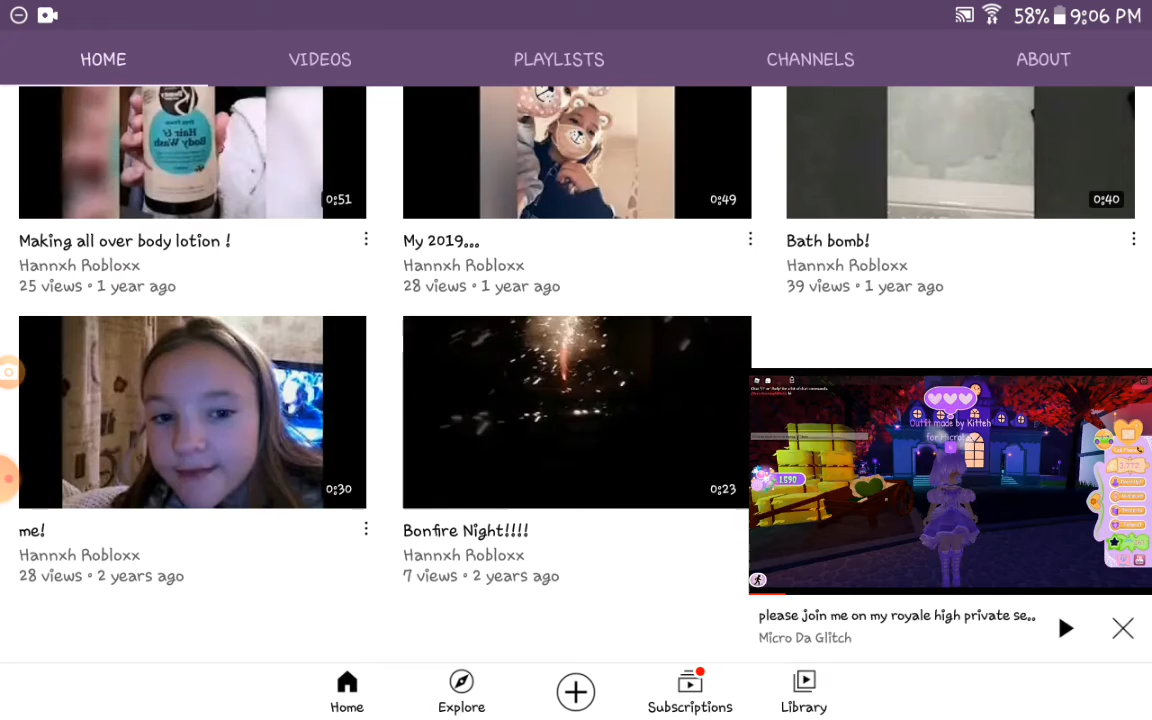 58% 9:06 PM
HOME VIDEOS PLAYLISTS CHANNELS ABOUT
Hair &
Body Wash
0:51
0:49
0:40
Making all over body lotion !
Hannxh Robloxx
25 views • 1 year ago
My 2019...
Hannxh Robloxx
28 views • 1 year ago
Bath bomb!
Hannxh Robloxx
39 views • 1 year ago
0:30
0:23
me!
Hannxh Robloxx
28 views • 2 years ago
Bonfire Night!!!!
Hannxh Robloxx
7 views • 2 years ago
Outfit made by Kitteh
1590
please join me on my royale high private se..
Micro Da Glitch
Home Explore Subscriptions Library